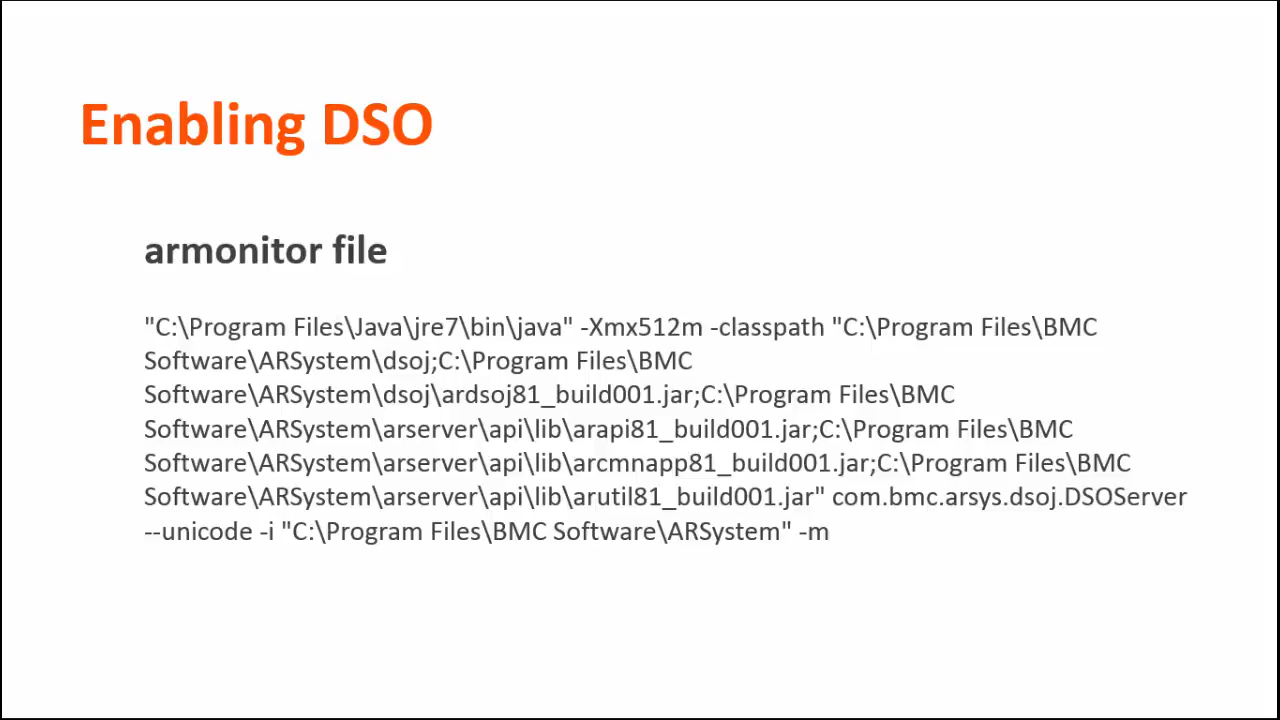 Enabling DSO
armonitor file
"C:\Program Files\Java\jre7\bin\java" -Xmx512m -classpath "C:\Program Files\BMC
Software\ARSystem\dsoj;C:\Program Files\BMC
Software\ARSystem\dsoj\ardsoj81_build001.jar;C:\Program Files\BMC
Software\ARSystem\arserver\api\lib\arapi81_build001.jar;C:\Program Files\BMC
Software\ARSystem\arserver\api\lib\arcmnapp81_build001.jar;C:\Program Files\BMC
Software\ARSystem\arserver\api\lib\arutil81_build001.jar" com.bmc.arsys.dsoj.DSOServer
--unicode -i "C:\Program Files\BMC Software\ARSystem" -m